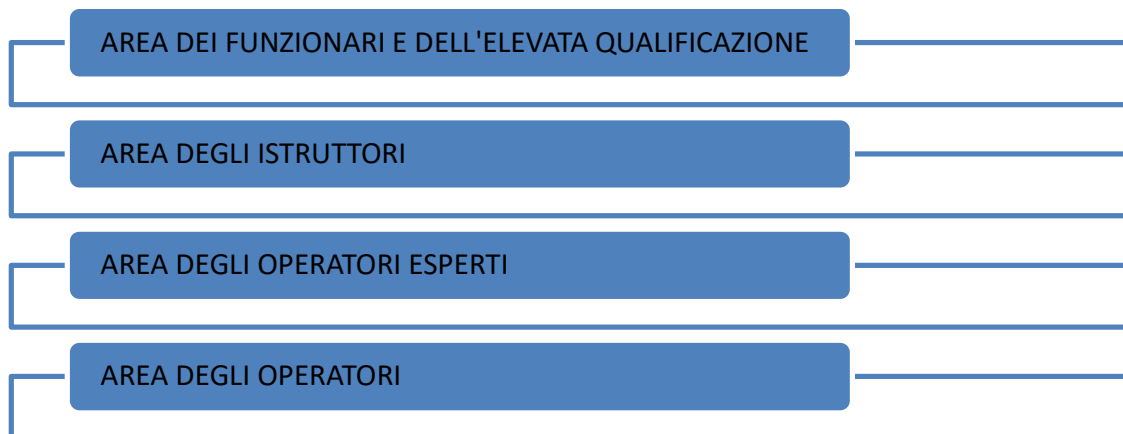 AREA DEI FUNZIONARI E DELL'ELEVATA QUALIFICAZIONE
AREA DEGLI ISTRUTTORI
AREA DEGLI OPERATORI ESPERTI
AREA DEGLI OPERATORI